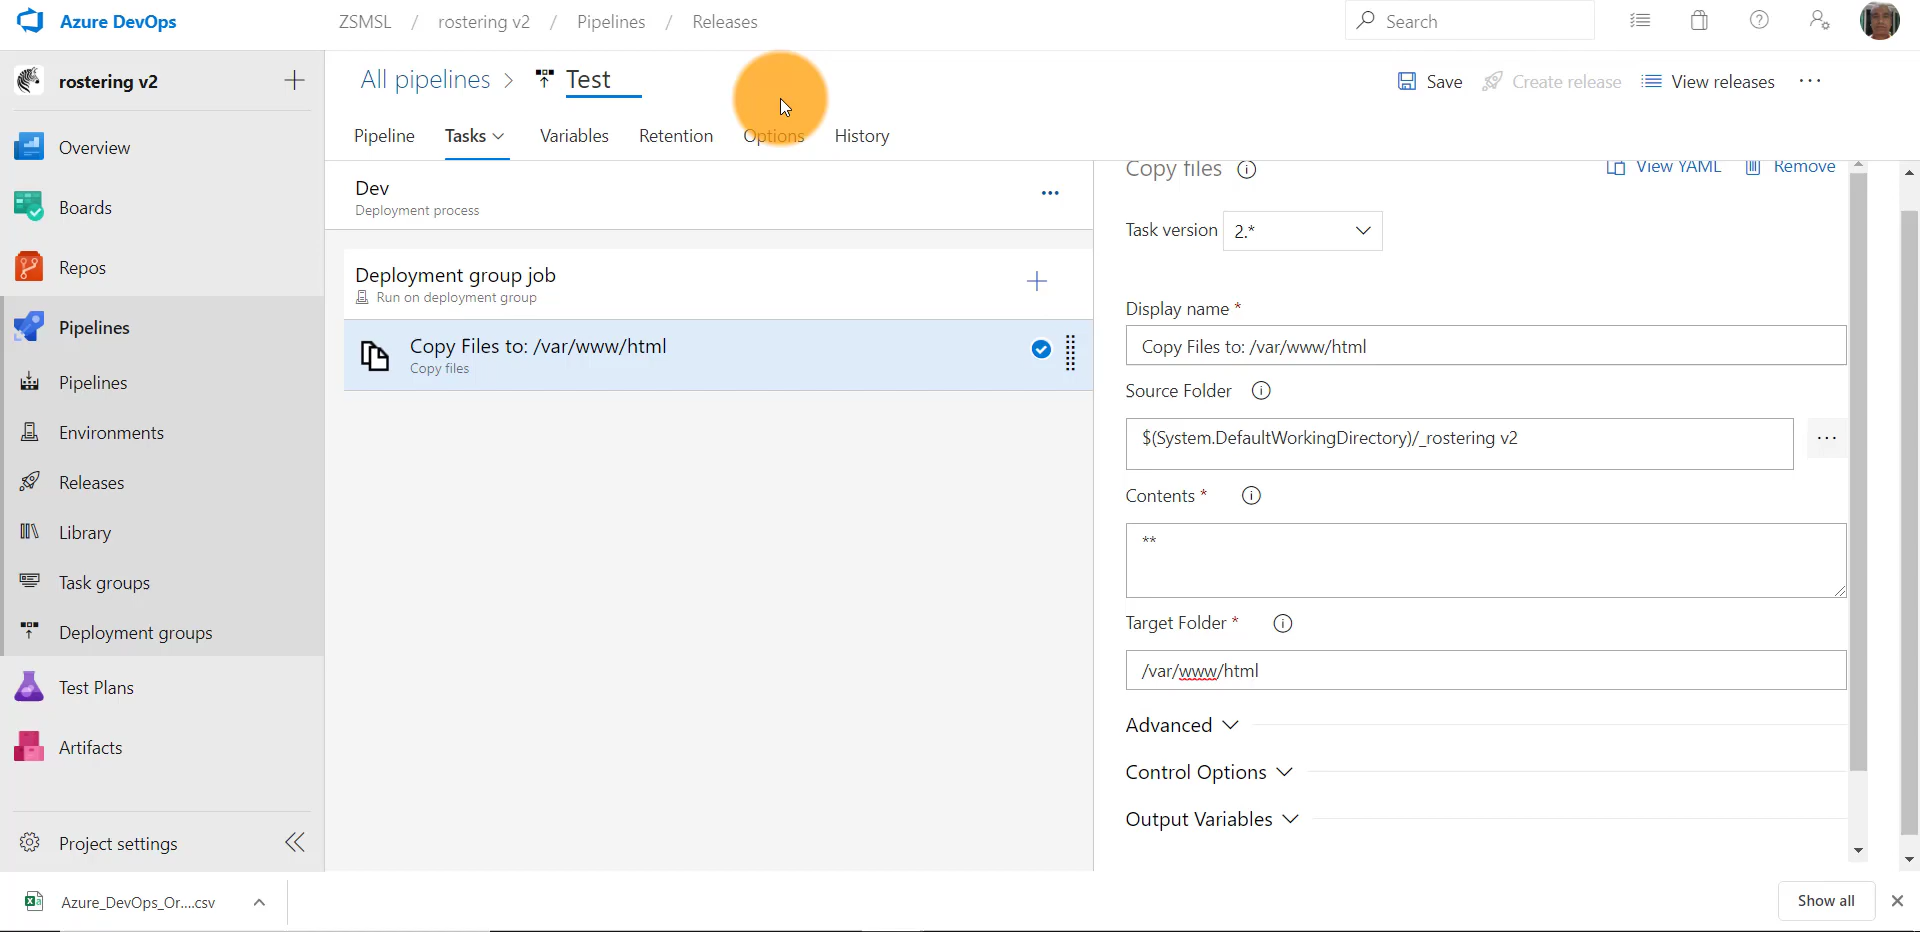 Azure DevOps
ZSMSL / rostering v2 / Pipelines / Releases
Search
rostering v2
Overview
Boards
Repos
Pipelines
Pipelines
Environments
Releases
Library
Task groups
Deployment groups
Test Plans
Artifacts
Project settings
All pipelines > Test
Save
Create release
View releases
Pipeline
Tasks
Variables
Retention
Options
History
Dev
Deployment process
Deployment group job
Run on deployment group
Copy Files to: /var/www/html
Copy files
Copy files
View YAML
Remove
Task version 2.*
Display name *
Copy Files to: /var/www/html
Source Folder
$(System.DefaultWorkingDirectory)/_rostering v2
Contents *
**
Target Folder *
/var/www/html
Advanced
Control Options
Output Variables
Azure_DevOps_Or....csv
Show all